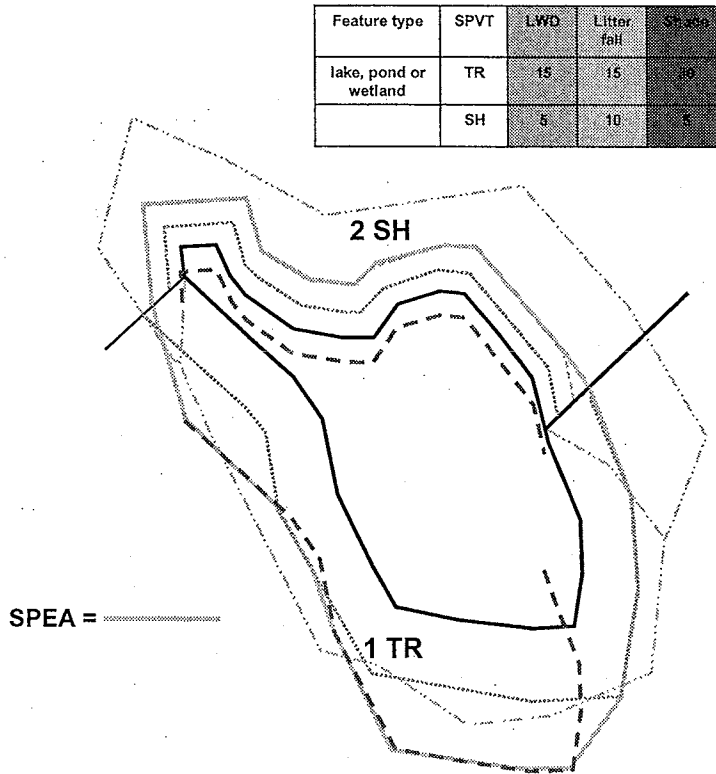 Feature type SPVT LWD Litter fall Shade
lake, pond or wetland TR 15 15 30
SH 5 10 5
2 SH
SPEA =
1 TR